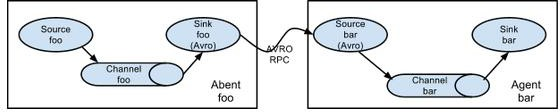 Source
foo
Sink
foo
(Avro)
Channel
foo
Abent
foo
AVRO
RPC
Source
bar
(Avro)
Sink
bar
Channel
bar
Agent
bar